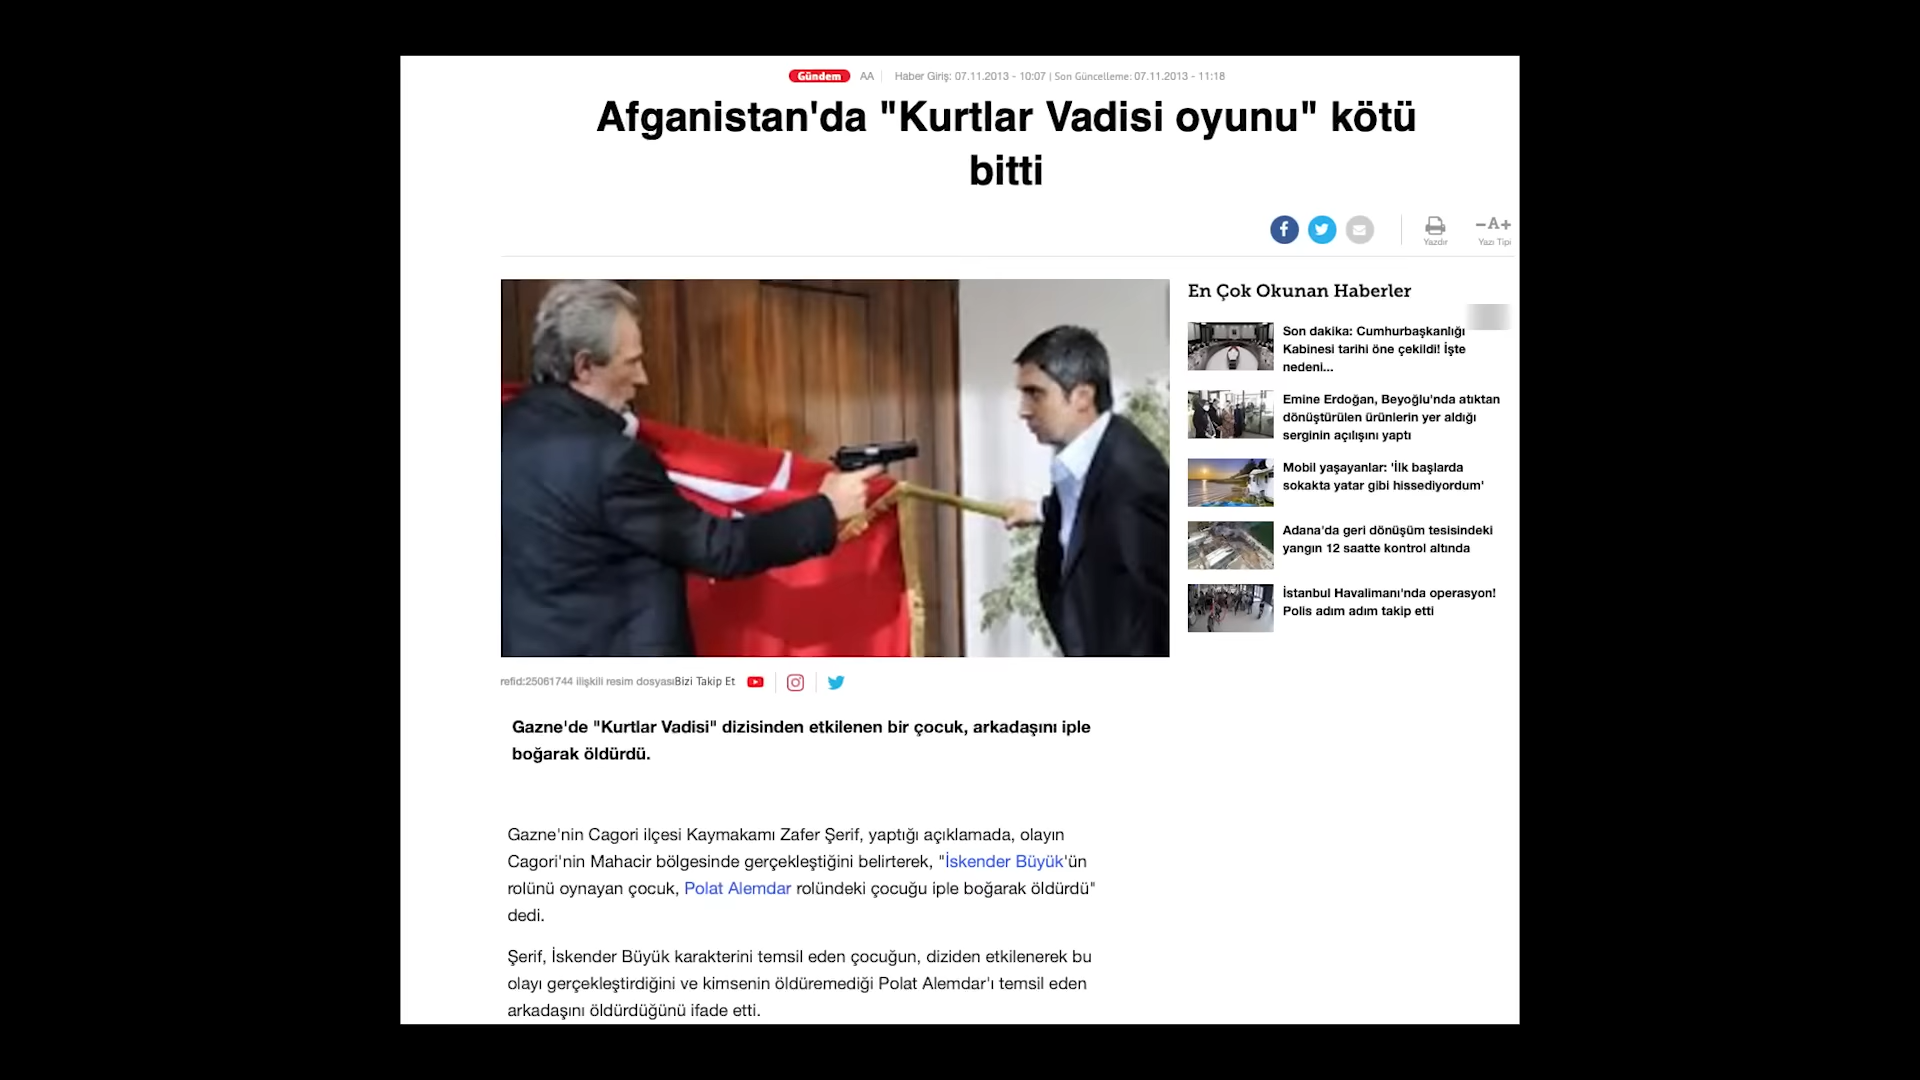 Gündem AA Haber Giriş: 07.11.2013 - 10:07 | Son Güncelleme: 07.11.2013 - 11:18
Afganistan'da "Kurtlar Vadisi oyunu" kötü
bitti
Yazdır
-A+
Yazı Tipi
En Çok Okunan Haberler
Son dakika: Cumhurbaşkanlığı
Kabinesi tarihi öne çekildi! İşte
nedeni...
Emine Erdoğan, Beyoğlu'nda atıktan
dönüştürülen ürünlerin yer aldığı
serginin açılışını yaptı
Mobil yaşayanlar: 'İlk başlarda
sokakta yatar gibi hissediyordum'
Adana'da geri dönüşüm tesisindeki
yangın 12 saatte kontrol altında
İstanbul Havalimanı'nda operasyon!
Polis adım adım takip etti
refid:25061744 ilişkili resim dosyasıBizi Takip Et
Gazne'de "Kurtlar Vadisi" dizisinden etkilenen bir çocuk, arkadaşını iple
boğarak öldürdü.
Gazne'nin Cagori ilçesi Kaymakamı Zafer Şerif, yaptığı açıklamada, olayın
Cagori'nin Mahacir bölgesinde gerçekleştiğini belirterek, "İskender Büyük'ün
rolünü oynayan çocuk, Polat Alemdar rolündeki çocuğu iple boğarak öldürdü"
dedi.
Şerif, İskender Büyük karakterini temsil eden çocuğun, diziden etkilenerek bu
olayı gerçekleştirdiğini ve kimsenin öldüremediği Polat Alemdar'ı temsil eden
arkadaşını öldürdüğünü ifade etti.